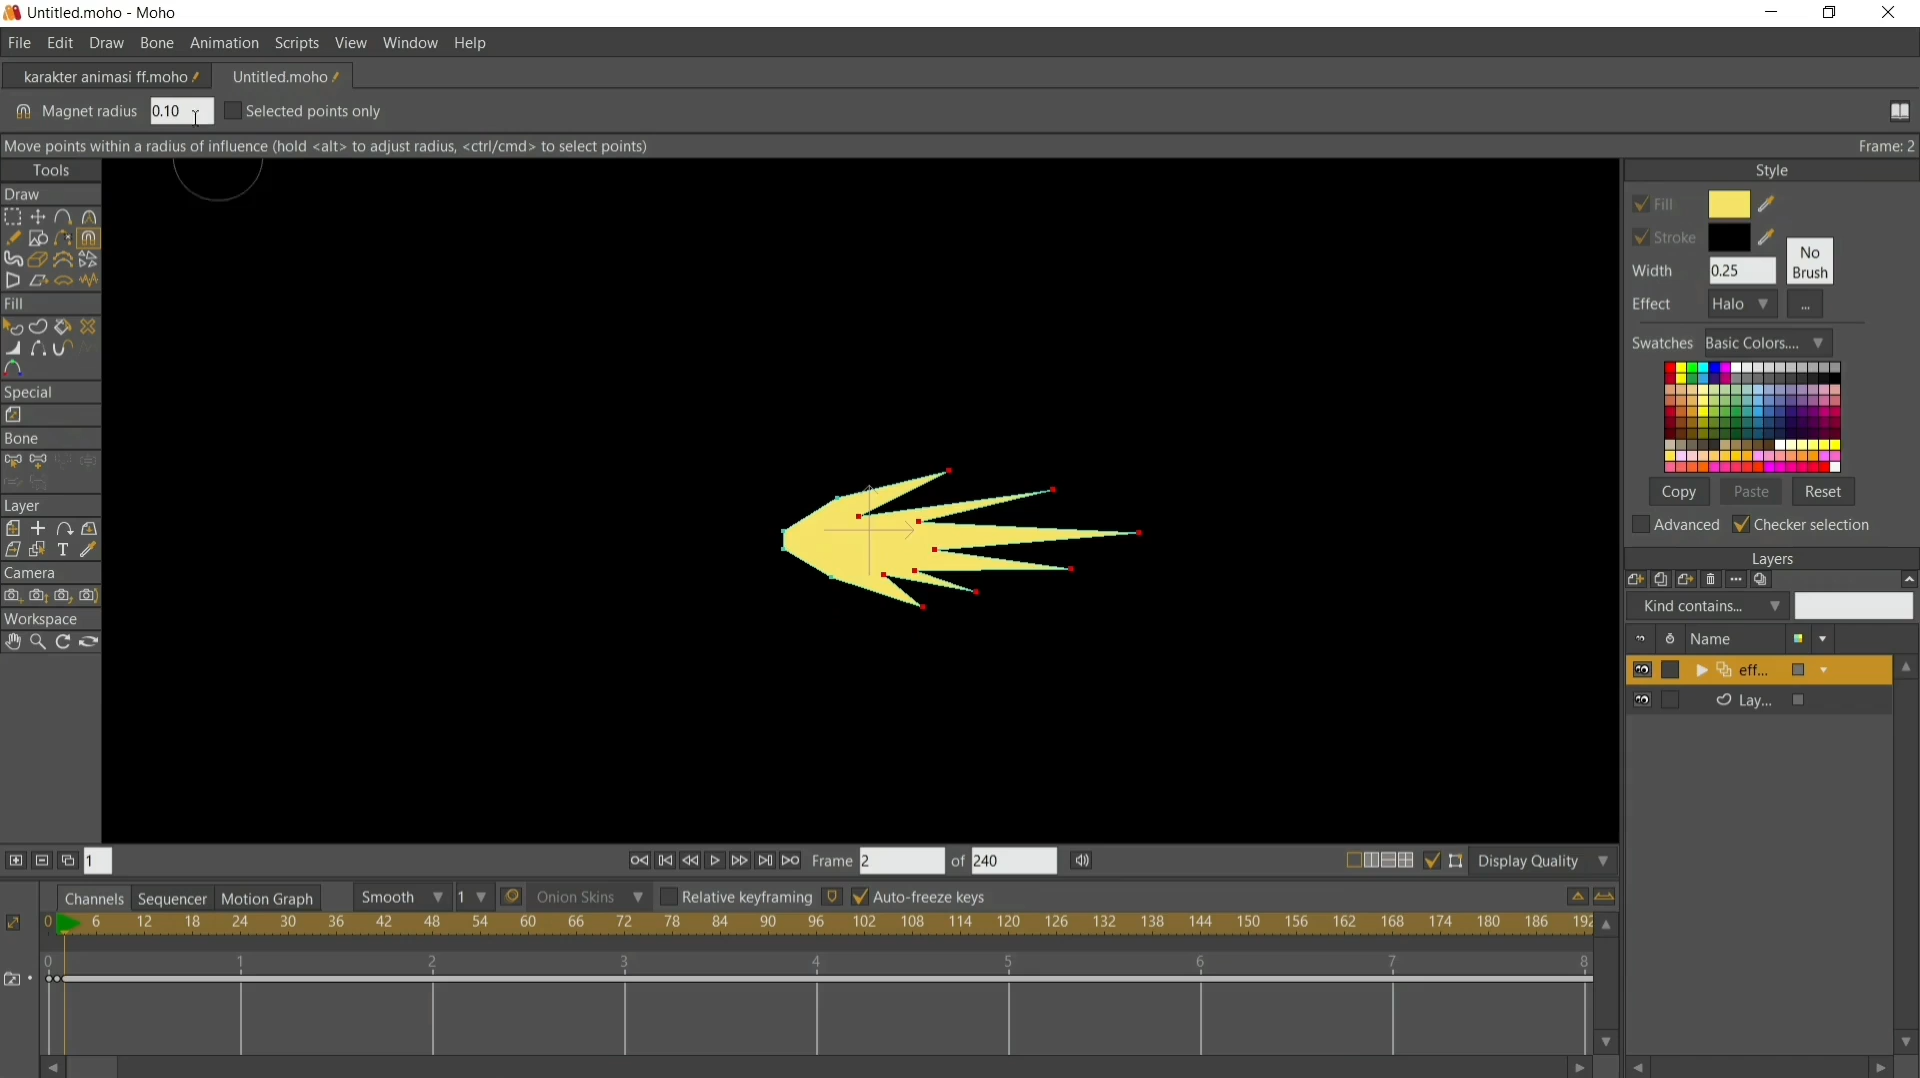 Untitled.moho - Moho
File Edit Draw Bone Animation Scripts View Window Help
karakter animasi ff.moho Untitled.moho
Magnet radius 0.10 Selected points only
Move points within a radius of influence (hold <alt> to adjust radius, <ctrl/cmd> to select points) Frame: 2
Tools
Draw
Fill
Special
Bone
Layer
Camera
Workspace
Style
Fill
Stroke
No Brush
Width 0.25
Effect Halo ...
Swatches Basic Colors....
Copy Paste Reset
Advanced Checker selection
Layers
Kind contains...
Name
eff...
Lay...
1 Frame 2 of 240 Display Quality
Channels Sequencer Motion Graph Smooth 1 Onion Skins Relative keyframing Auto-freeze keys
0 6 12 18 24 30 36 42 48 54 60 66 72 78 84 90 96 102 108 114 120 126 132 138 144 150 156 162 168 174 180 186 192
0 1 2 3 4 5 6 7 8